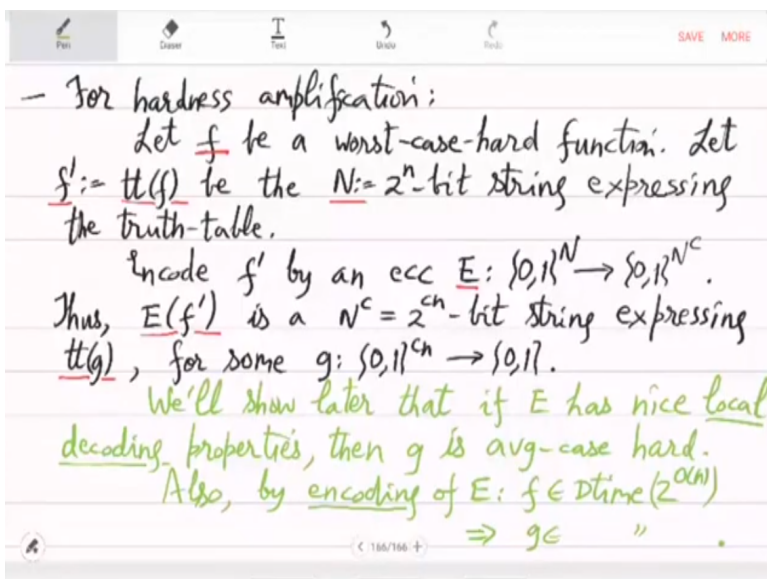 Pen Eraser Text Undo Redo SAVE MORE
- For hardness amplification:
Let f be a worst-case-hard function. Let
f' := tt(f) be the N:= 2ⁿ-bit string expressing
the truth-table.
Encode f' by an ecc E: {0,1}^N → {0,1}^{N^c}.
Thus, E(f') is a N^c = 2^{cn}-bit string expressing
tt(g), for some g: {0,1}^{cn} → {0,1}.
We'll show later that if E has nice local
decoding properties, then g is avg-case hard.
Also, by encoding of E: f ∈ Dtime(2^{O(n)})
⇒ g ∈ " .
< 166/166 +